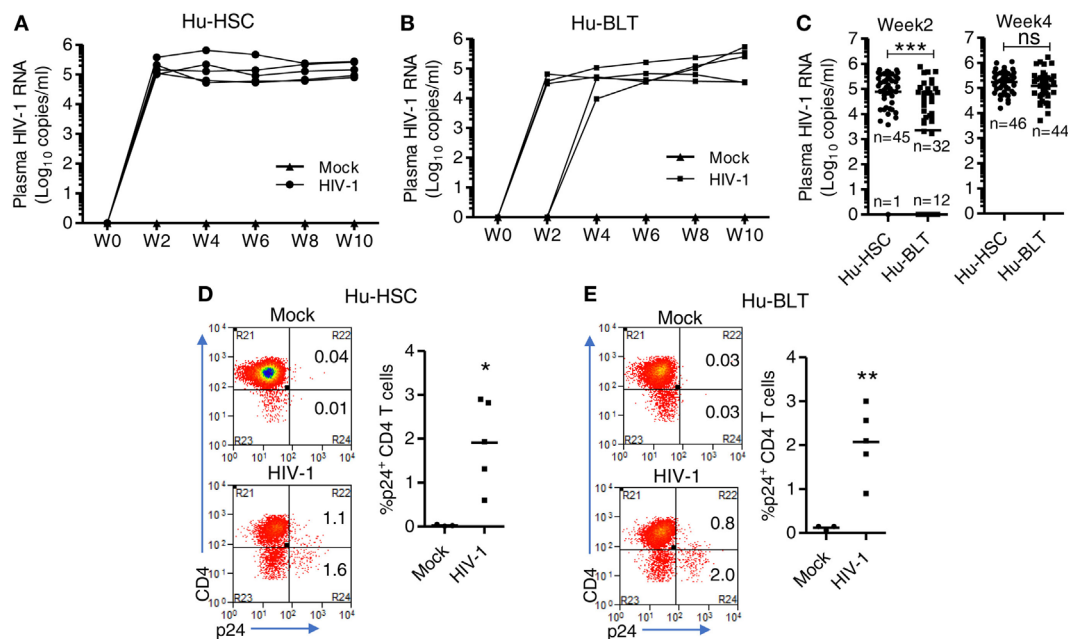 A
Hu-HSC
Plasma HIV-1 RNA
(Log10 copies/ml)
6
5
4
3
2
1
0
Mock
HIV-1
W0 W2 W4 W6 W8 W10
B
Hu-BLT
Plasma HIV-1 RNA
(Log10 copies/ml)
6
5
4
3
2
1
0
Mock
HIV-1
W0 W2 W4 W6 W8 W10
C
Week2
Week4
Plasma HIV-1 RNA
(Log10 copies/ml)
7
6
5
4
3
2
1
0
***
n=45
n=32
n=1
n=12
Hu-HSC
Hu-BLT
7
6
5
4
3
2
1
0
ns
n=46
n=44
Hu-HSC
Hu-BLT
D
Hu-HSC
Mock
10^4
10^3
10^2
10^1
10^0
R21 R22
0.04
0.01
R23 R24
10^0 10^1 10^2 10^3 10^4
HIV-1
10^4
10^3
10^2
10^1
10^0
R21 R22
1.1
1.6
R23 R24
10^0 10^1 10^2 10^3 10^4
CD4
p24
%p24+ CD4 T cells
4
3
2
1
0
*
Mock
HIV-1
E
Hu-BLT
Mock
10^4
10^3
10^2
10^1
10^0
R21 R22
0.03
0.03
R23 R24
10^0 10^1 10^2 10^3 10^4
HIV-1
10^4
10^3
10^2
10^1
10^0
R21 R22
0.8
2.0
R23 R24
10^0 10^1 10^2 10^3 10^4
CD4
p24
%p24+ CD4 T cells
4
3
2
1
0
**
Mock
HIV-1